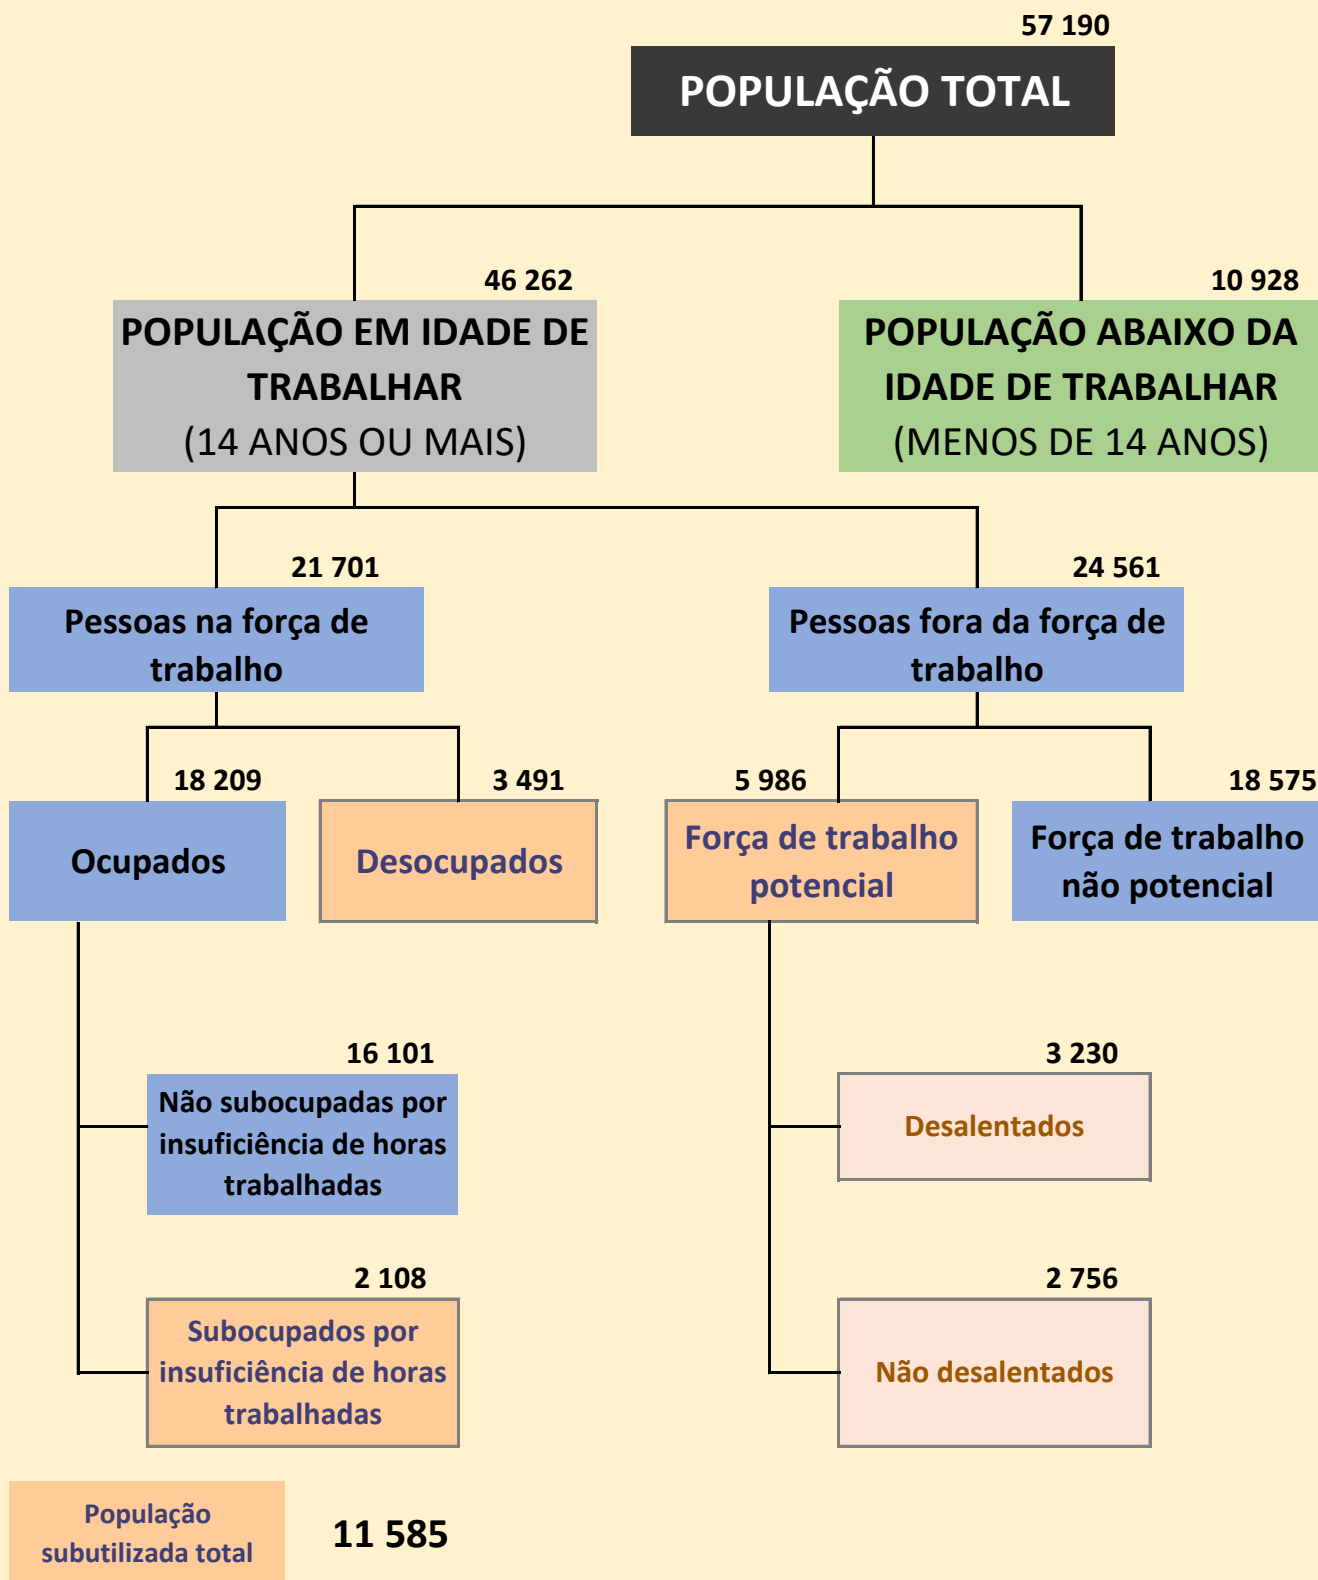 57 190
POPULAÇÃO TOTAL
46 262
POPULAÇÃO EM IDADE DE
TRABALHAR
(14 ANOS OU MAIS)
10 928
POPULAÇÃO ABAIXO DA
IDADE DE TRABALHAR
(MENOS DE 14 ANOS)
21 701
Pessoas na força de
trabalho
24 561
Pessoas fora da força de
trabalho
18 209
Ocupados
3 491
Desocupados
5 986
Força de trabalho
potencial
18 575
Força de trabalho
não potencial
16 101
Não subocupadas por
insuficiência de horas
trabalhadas
3 230
Desalentados
2 108
Subocupados por
insuficiência de horas
trabalhadas
2 756
Não desalentados
População
subutilizada total
11 585